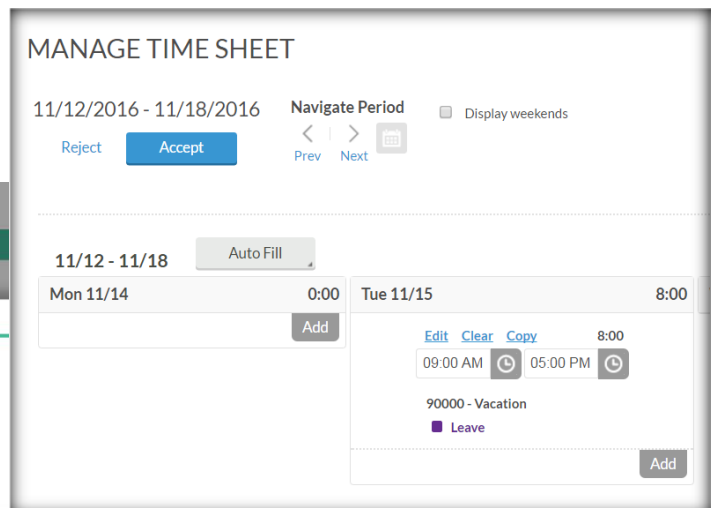 MANAGE TIME SHEET
11/12/2016 - 11/18/2016
Navigate Period
Display weekends
Reject
Accept
Prev
Next
11/12 - 11/18
Auto Fill
Mon 11/14 0:00
Add
Tue 11/15 8:00
Edit Clear Copy 8:00
09:00 AM 05:00 PM
90000 - Vacation
Leave
Add